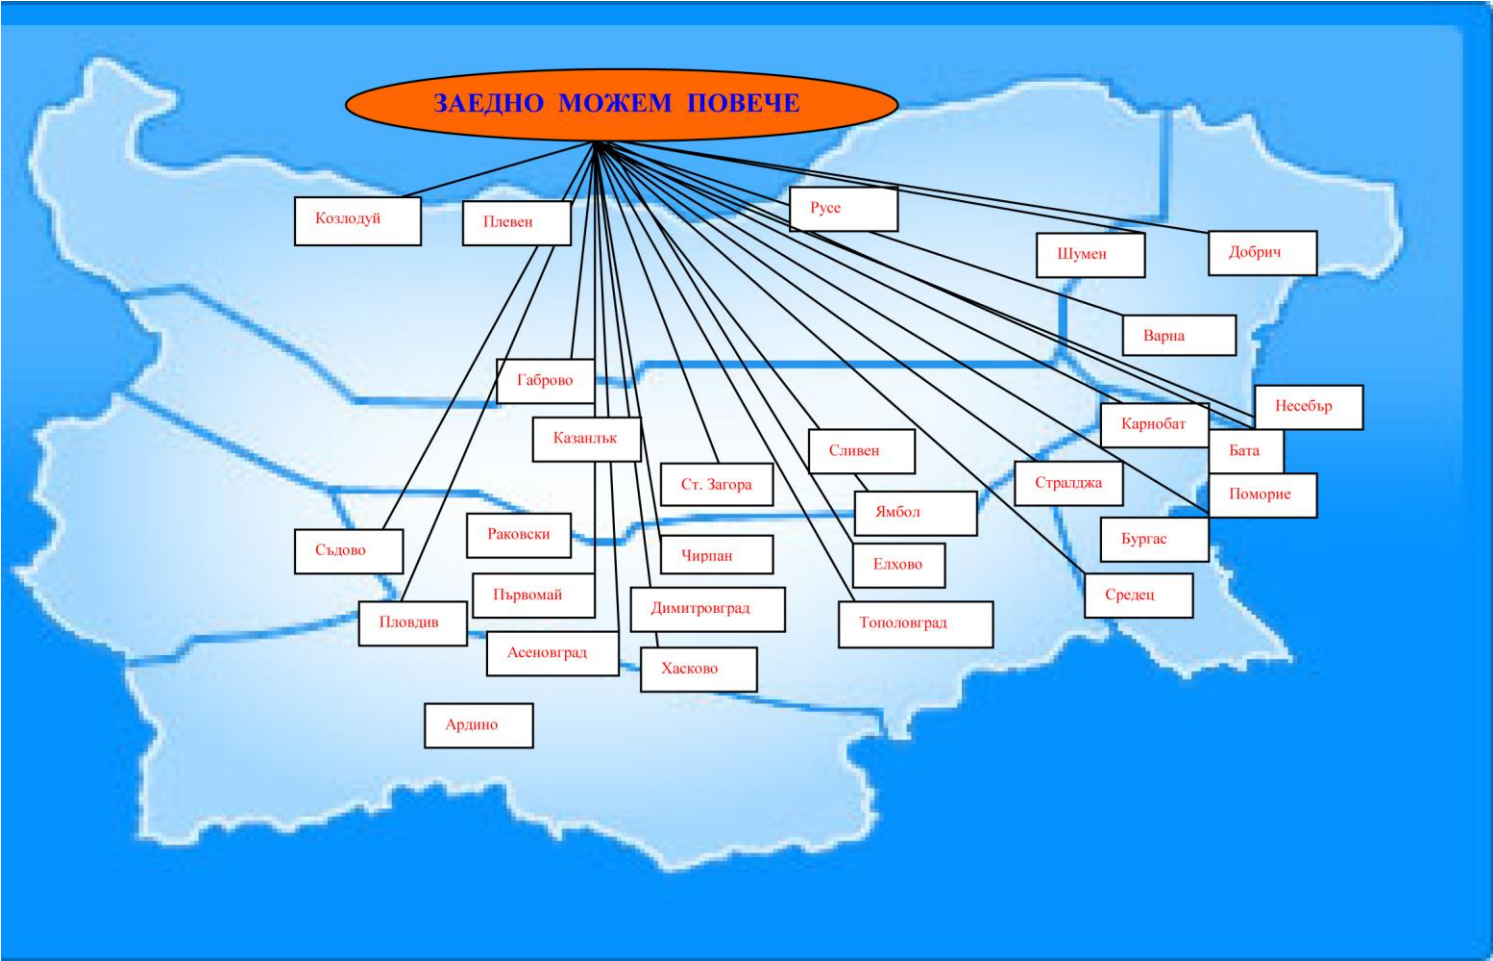 ЗАЕДНО МОЖЕМ ПОВЕЧЕ
Козлодуй
Плевен
Русе
Шумен
Добрич
Варна
Габрово
Казанлък
Несебър
Карнобат
Бата
Сливен
Ст. Загора
Стралджа
Поморие
Ямбол
Раковски
Бургас
Съдово
Чирпан
Елхово
Първомай
Димитровград
Средец
Пловдив
Тополовград
Асеновград
Хасково
Ардино